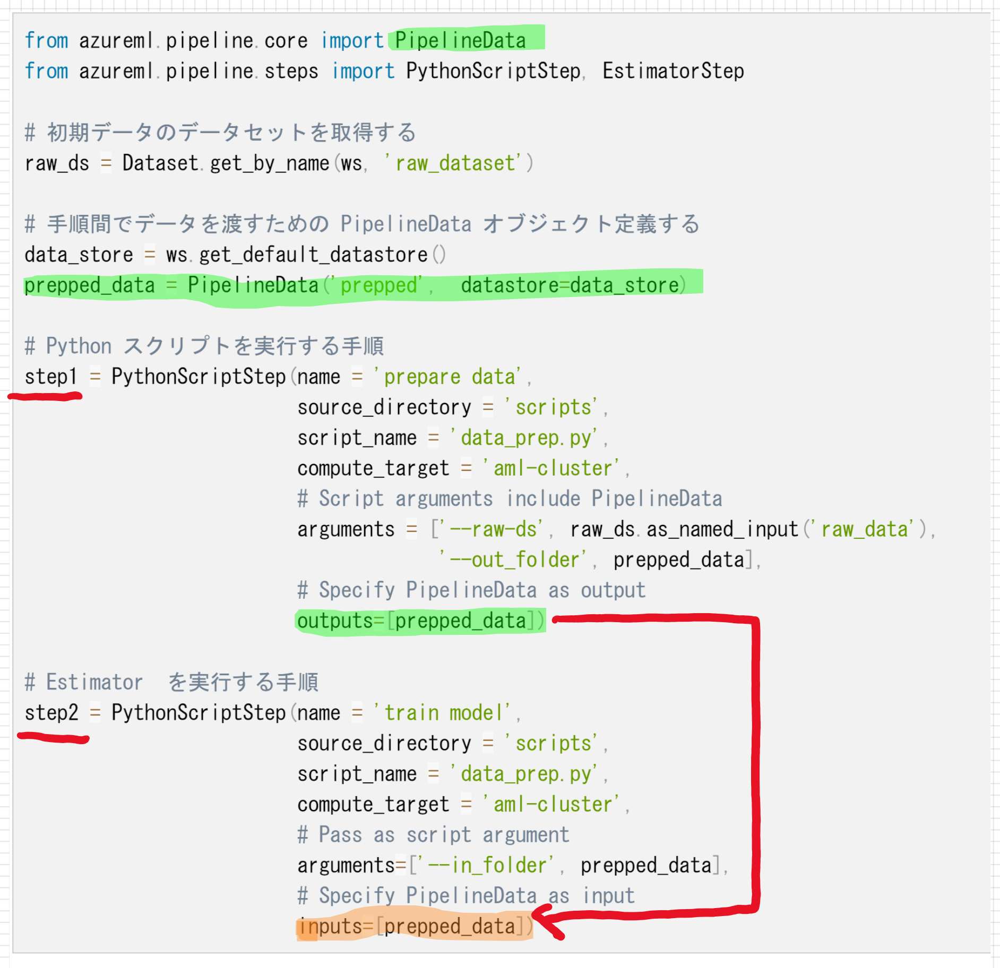 from azureml.pipeline.core import PipelineData
from azureml.pipeline.steps import PythonScriptStep, EstimatorStep
# 初期データのデータセットを取得する
raw_ds = Dataset.get_by_name(ws, 'raw_dataset')
# 手順間でデータを渡すための PipelineData オブジェクト定義する
data_store = ws.get_default_datastore()
prepped_data = PipelineData('prepped',  datastore=data_store)
# Python スクリプトを実行する手順
step1 = PythonScriptStep(name = 'prepare data',
source_directory = 'scripts',
script_name = 'data_prep.py',
compute_target = 'aml-cluster',
# Script arguments include PipelineData
arguments = ['--raw-ds', raw_ds.as_named_input('raw_data'),
'--out_folder', prepped_data],
# Specify PipelineData as output
outputs=[prepped_data])
# Estimator  を実行する手順
step2 = PythonScriptStep(name = 'train model',
source_directory = 'scripts',
script_name = 'data_prep.py',
compute_target = 'aml-cluster',
# Pass as script argument
arguments=['--in_folder', prepped_data],
# Specify PipelineData as input
inputs=[prepped_data])